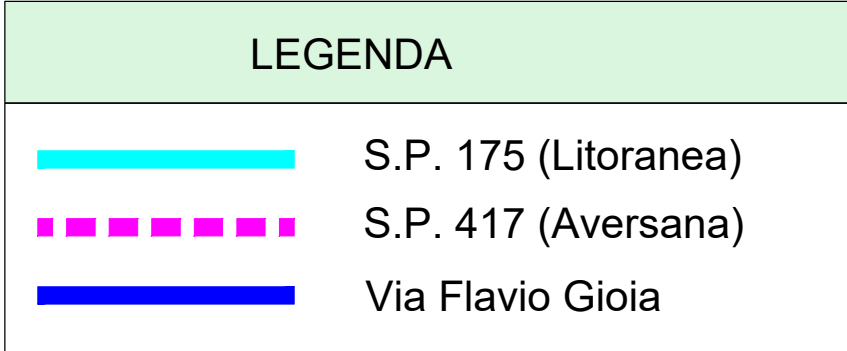 LEGENDA
S.P. 175 (Litoranea)
S.P. 417 (Aversana)
Via Flavio Gioia